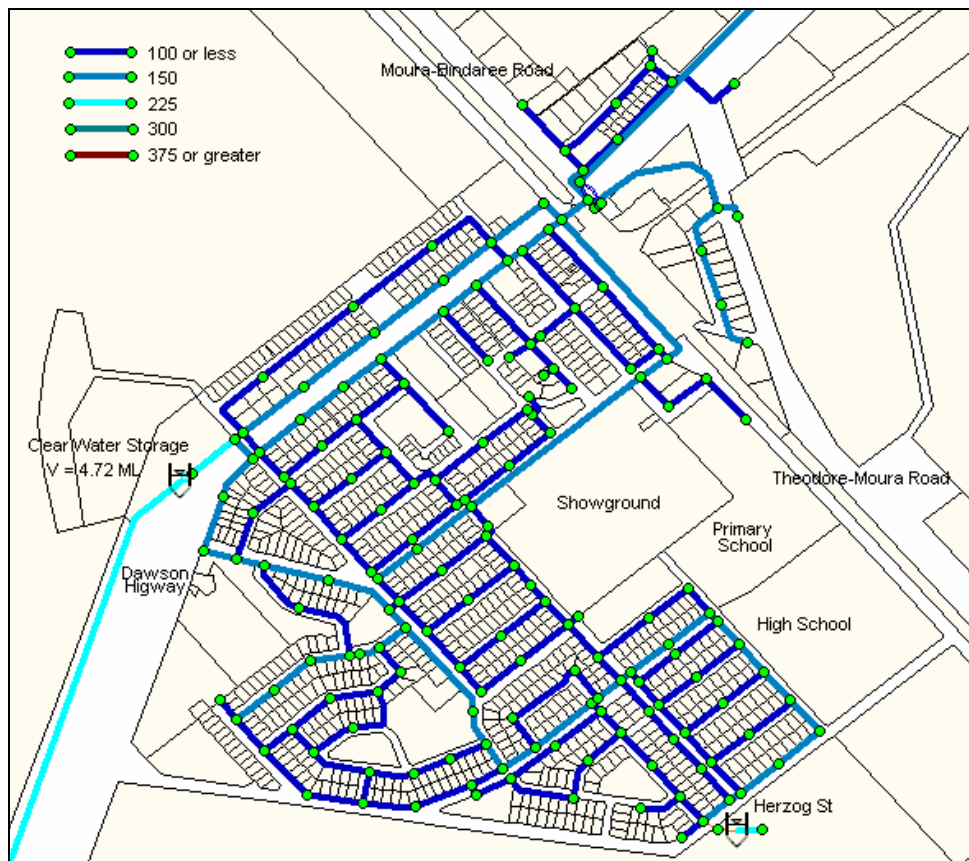 100 or less
150
225
300
375 or greater
Moura-Bindaree Road
Clear Water Storage
V = 4.72 ML
Theodore-Moura Road
Showground
Primary
School
Dawson
Higway
High School
Herzog St